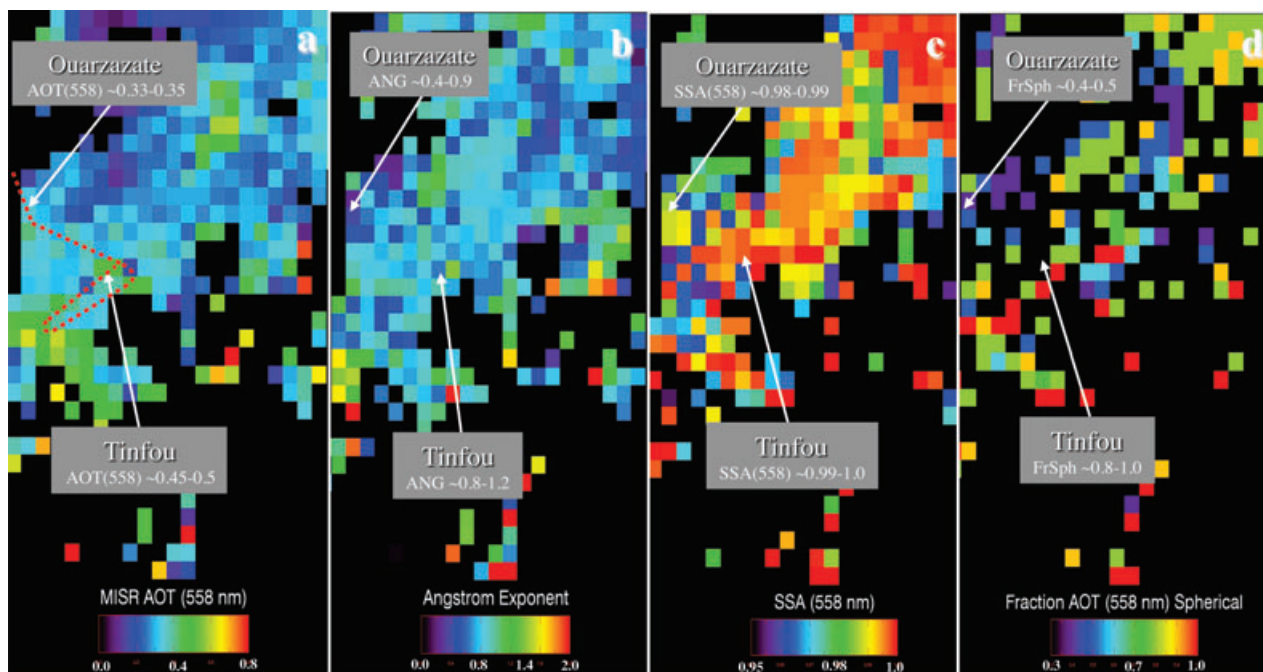 a
Ouarzazate
AOT(558) ~0.33-0.35
Tinfou
AOT(558) ~0.45-0.5
MISR AOT (558 nm)
0.0 0.4 0.8
b
Ouarzazate
ANG ~0.4-0.9
Tinfou
ANG ~0.8-1.2
Angstrom Exponent
0.0 0.8 1.4 2.0
c
Ouarzazate
SSA(558) ~0.98-0.99
Tinfou
SSA(558) ~0.99-1.0
SSA (558 nm)
0.95 0.98 1.0
d
Ouarzazate
FrSph ~0.4-0.5
Tinfou
FrSph ~0.8-1.0
Fraction AOT (558 nm) Spherical
0.3 0.7 1.0